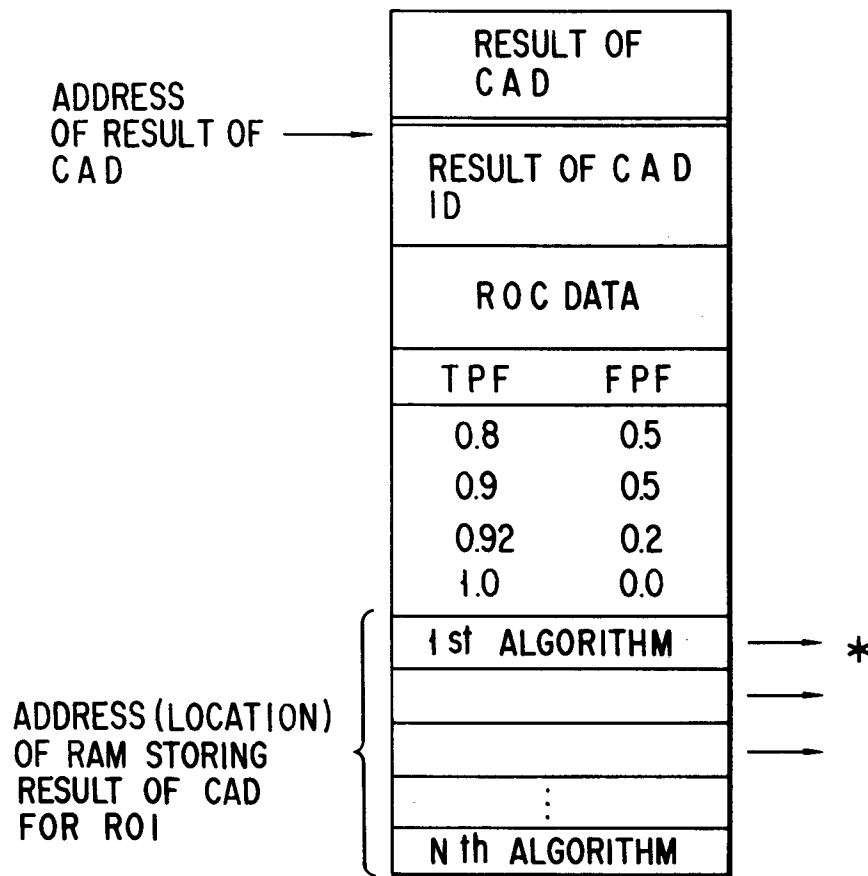 RESULT OF
CAD
ADDRESS
OF RESULT OF
CAD
RESULT OF CAD
ID
ROC DATA
TPF FPF
0.8 0.5
0.9 0.5
0.92 0.2
1.0 0.0
1st ALGORITHM *
ADDRESS (LOCATION)
OF RAM STORING
RESULT OF CAD
FOR ROI
⋮
Nth ALGORITHM